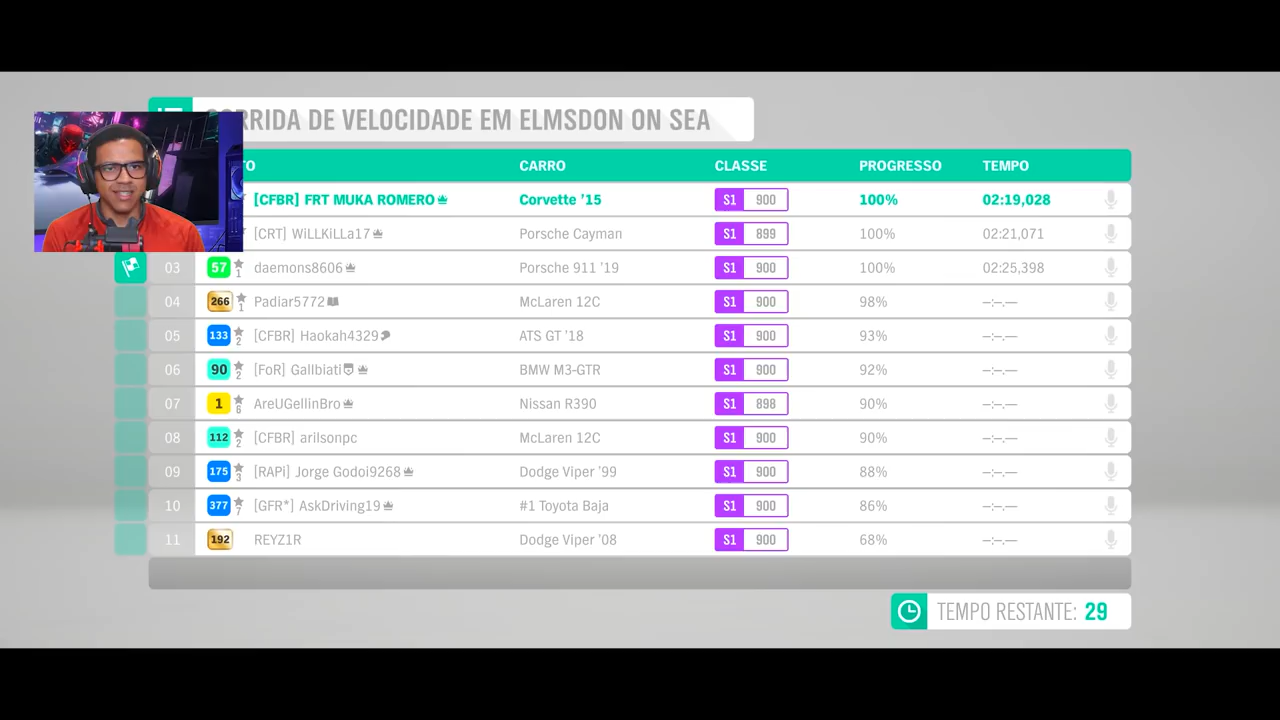 RRIDA DE VELOCIDADE EM ELMSDON ON SEA
TO CARRO CLASSE PROGRESSO TEMPO
[CFBR] FRT MUKA ROMERO Corvette ’15 S1 900 100% 02:19,028
[CRT] WiLLKiLLa17 Porsche Cayman S1 899 100% 02:21,071
03 57 1 daemons8606 Porsche 911 ’19 S1 900 100% 02:25,398
04 266 1 Padiar5772 McLaren 12C S1 900 98% –:–.––
05 133 2 [CFBR] Haokah4329 ATS GT ’18 S1 900 93% –:–.––
06 90 2 [FoR] Gallbiati BMW M3-GTR S1 900 92% –:–.––
07 1 6 AreUGellinBro Nissan R390 S1 898 90% –:–.––
08 112 2 [CFBR] arilsonpc McLaren 12C S1 900 90% –:–.––
09 175 3 [RAPi] Jorge Godoi9268 Dodge Viper ’99 S1 900 88% –:–.––
10 377 7 [GFR*] AskDriving19 #1 Toyota Baja S1 900 86% –:–.––
11 192 REYZ1R Dodge Viper ’08 S1 900 68% –:–.––
TEMPO RESTANTE: 29